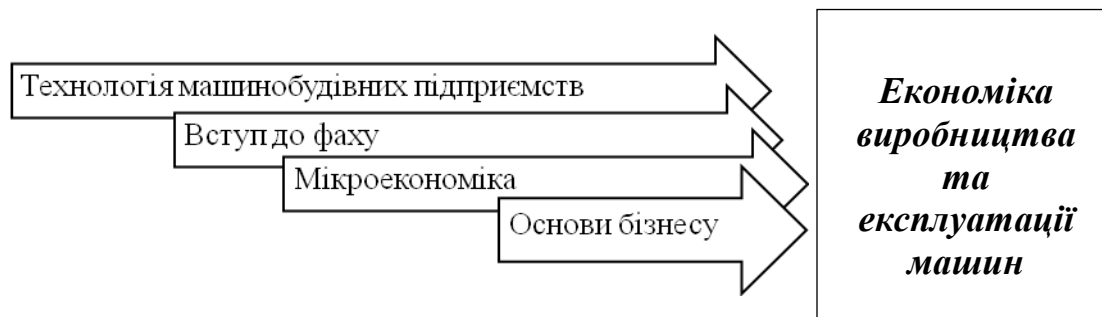 Технологія машинобудівних підприємств
Вступ до фаху
Мікроекономіка
Основи бізнесу
Економіка
виробництва
та
експлуатації
машин